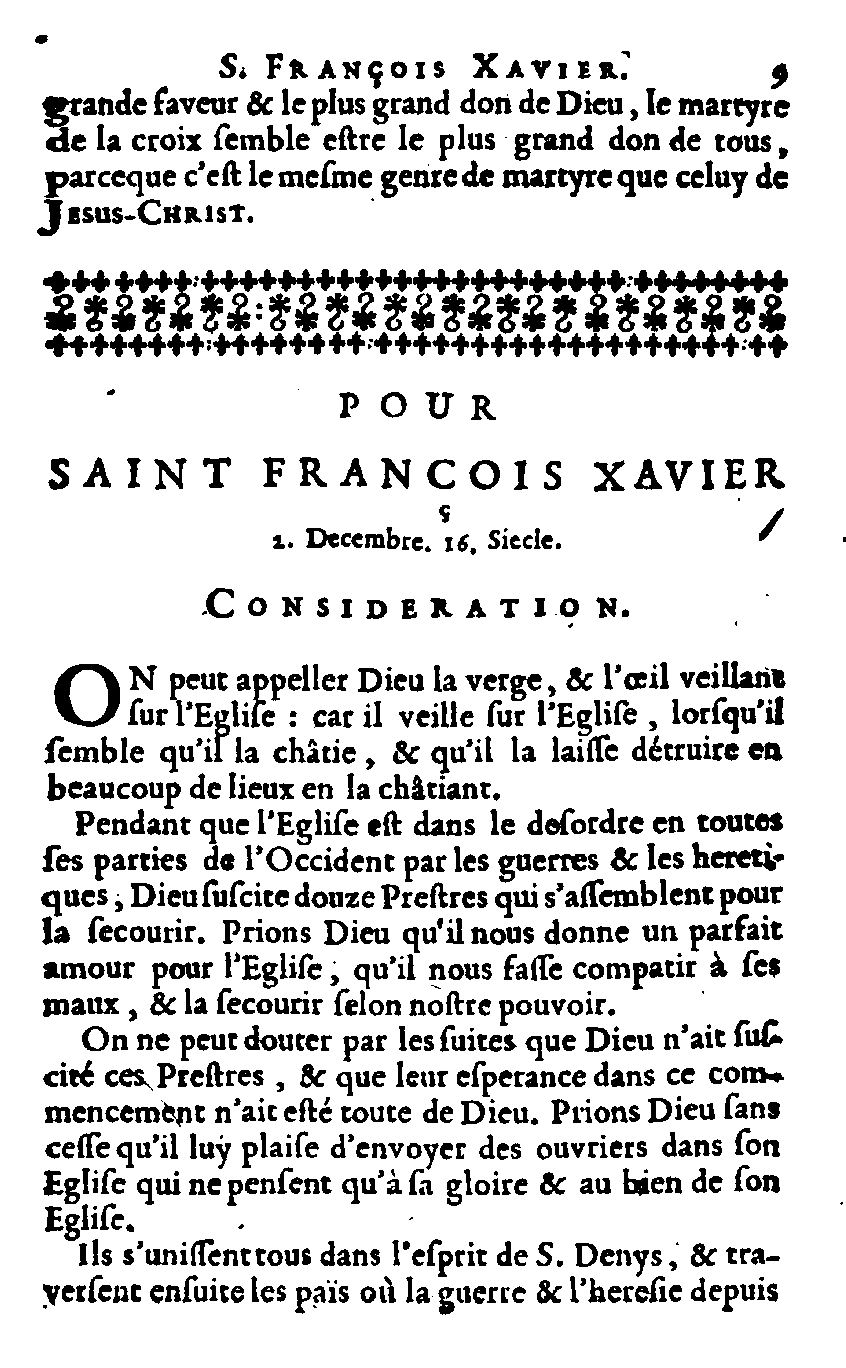 S. FRANÇOIS XAVIER. 9
grande faveur & le plus grand don de Dieu, le martyre
de la croix ſemble eſtre le plus grand don de tous,
parceque c'eſt le meſme genre de martyre que celuy de
JESUS-CHRIST.
POUR
SAINT FRANCOIS XAVIER
ç
2. Decembre. 16. Siecle.
CONSIDERATION.
ON peut appeller Dieu la verge, & l'œil veillant
ſur l'Egliſe : car il veille ſur l'Egliſe, lorſqu'il
ſemble qu'il la châtie, & qu'il la laiſſe détruire en
beaucoup de lieux en la châtiant.
Pendant que l'Egliſe eſt dans le deſordre en toutes
ſes parties de l'Occident par les guerres & les hereti-
ques, Dieu ſuſcite douze Preſtres qui s'aſſemblent pour
la ſecourir. Prions Dieu qu'il nous donne un parfait
amour pour l'Egliſe, qu'il nous faſſe compatir à ſes
maux, & la ſecourir ſelon noſtre pouvoir.
On ne peut douter par les ſuites que Dieu n'ait ſuſ-
cité ces Preſtres, & que leur eſperance dans ce com-
mencement n'ait eſté toute de Dieu. Prions Dieu ſans
ceſſe qu'il luy plaiſe d'envoyer des ouvriers dans ſon
Egliſe qui ne penſent qu'à ſa gloire & au bien de ſon
Egliſe.
Ils s'uniſſent tous dans l'eſprit de S. Denys, & tra-
verſent enſuite les païs où la guerre & l'hereſie depuis